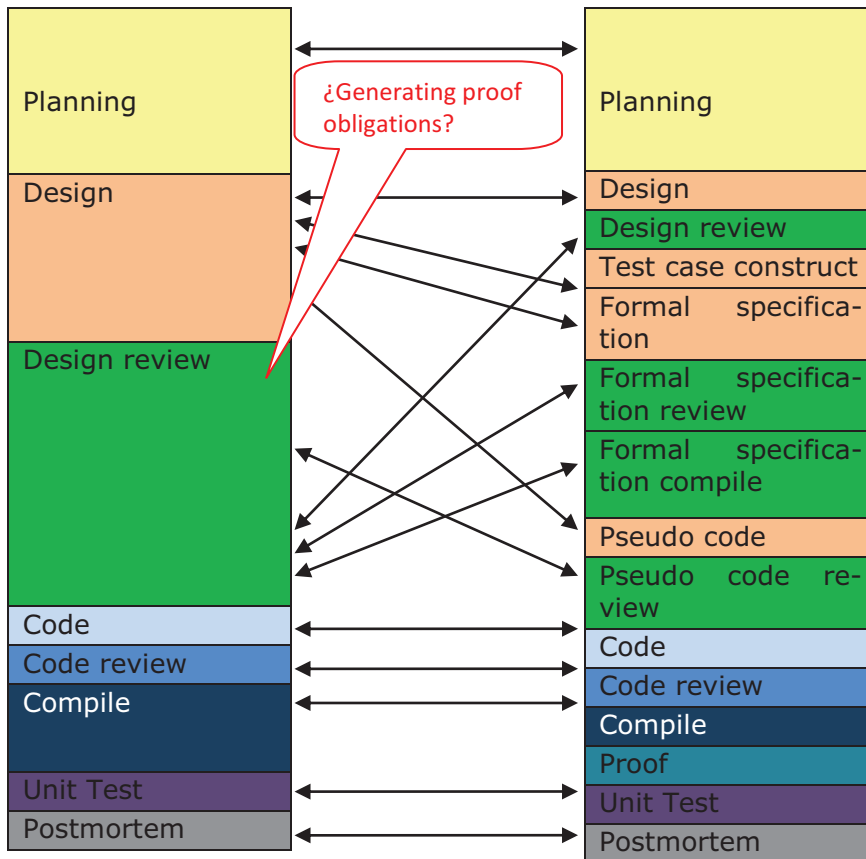 Planning
Design
Design review
Code
Code review
Compile
Unit Test
Postmortem
¿Generating proof
obligations?
Planning
Design
Design review
Test case construct
Formal specifica-
tion
Formal specifica-
tion review
Formal specifica-
tion compile
Pseudo code
Pseudo code re-
view
Code
Code review
Compile
Proof
Unit Test
Postmortem